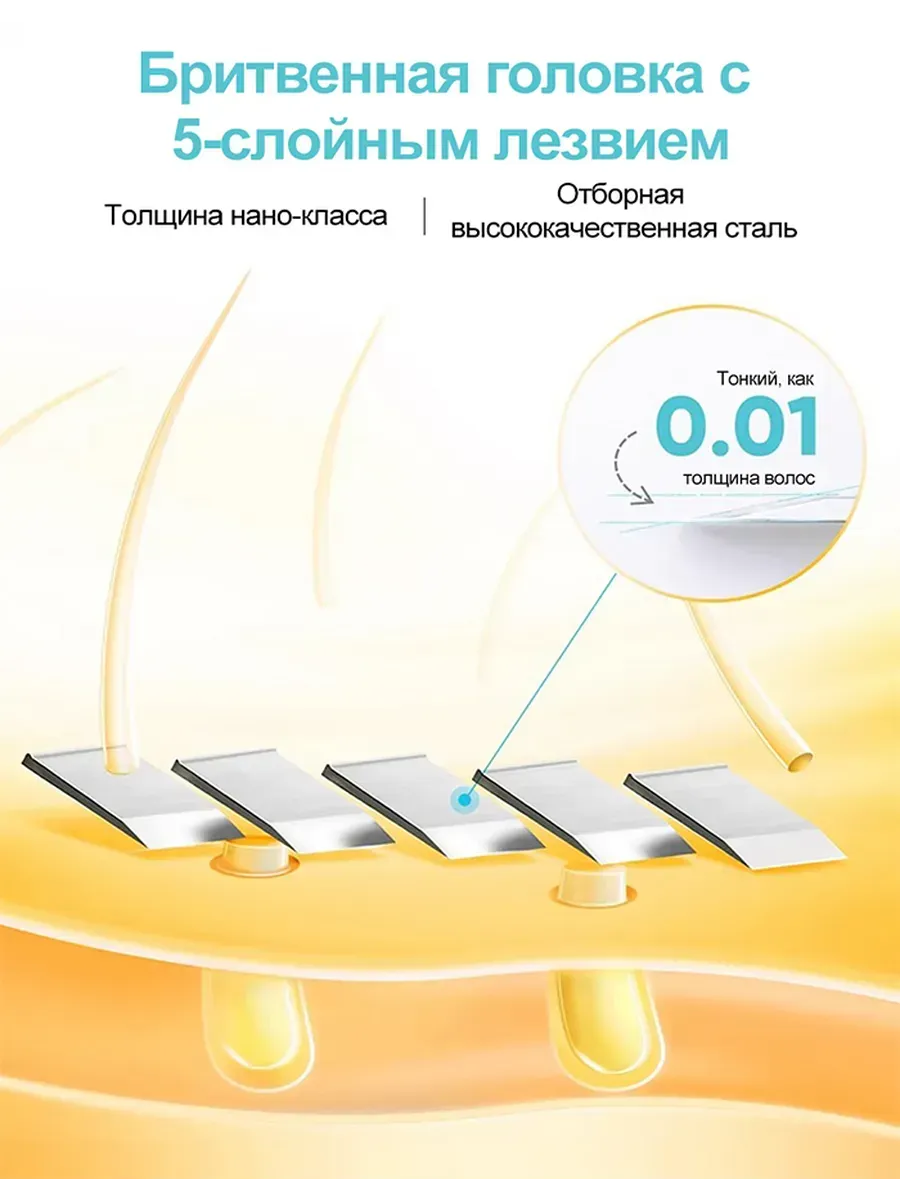 Бритвенная головка с
5-слойным лезвием
Толщина нано-класса
Отборная
высококачественная сталь
Тонкий, как
0.01
толщина волос